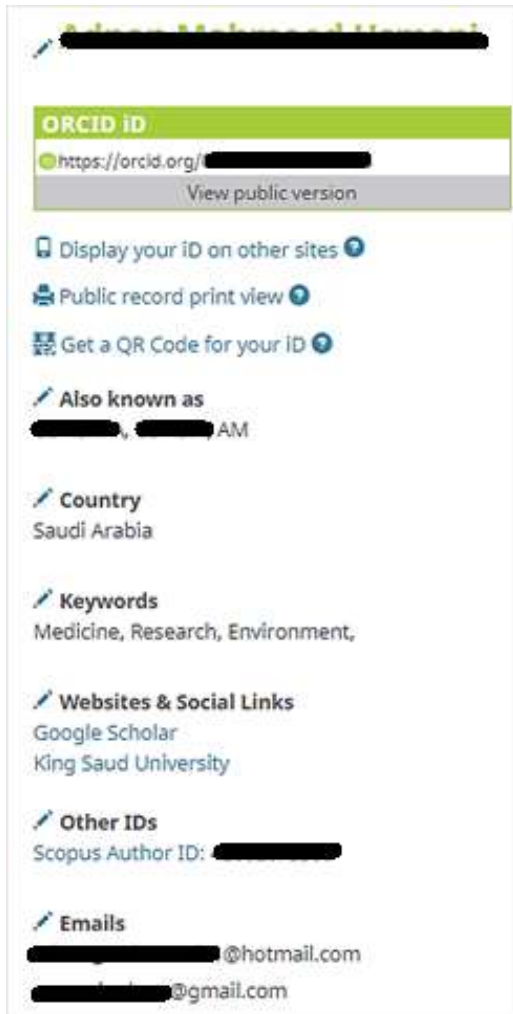 ORCID iD
https://orcid.org/
View public version
Display your iD on other sites
Public record print view
Get a QR Code for your iD
Also known as
, AM
Country
Saudi Arabia
Keywords
Medicine, Research, Environment,
Websites & Social Links
Google Scholar
King Saud University
Other IDs
Scopus Author ID:
Emails
@hotmail.com
@gmail.com